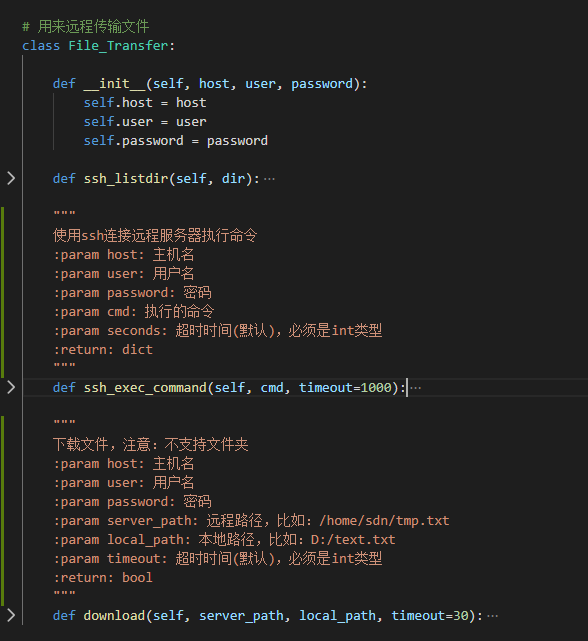 # 用来远程传输文件
class File_Transfer:
def __init__(self, host, user, password):
self.host = host
self.user = user
self.password = password
def ssh_listdir(self, dir):…
"""
使用ssh连接远程服务器执行命令
:param host: 主机名
:param user: 用户名
:param password: 密码
:param cmd: 执行的命令
:param seconds: 超时时间(默认)，必须是int类型
:return: dict
"""
def ssh_exec_command(self, cmd, timeout=1000):…
"""
下载文件，注意：不支持文件夹
:param host: 主机名
:param user: 用户名
:param password: 密码
:param server_path: 远程路径，比如：/home/sdn/tmp.txt
:param local_path: 本地路径，比如：D:/text.txt
:param timeout: 超时时间(默认)，必须是int类型
:return: bool
"""
def download(self, server_path, local_path, timeout=30):…